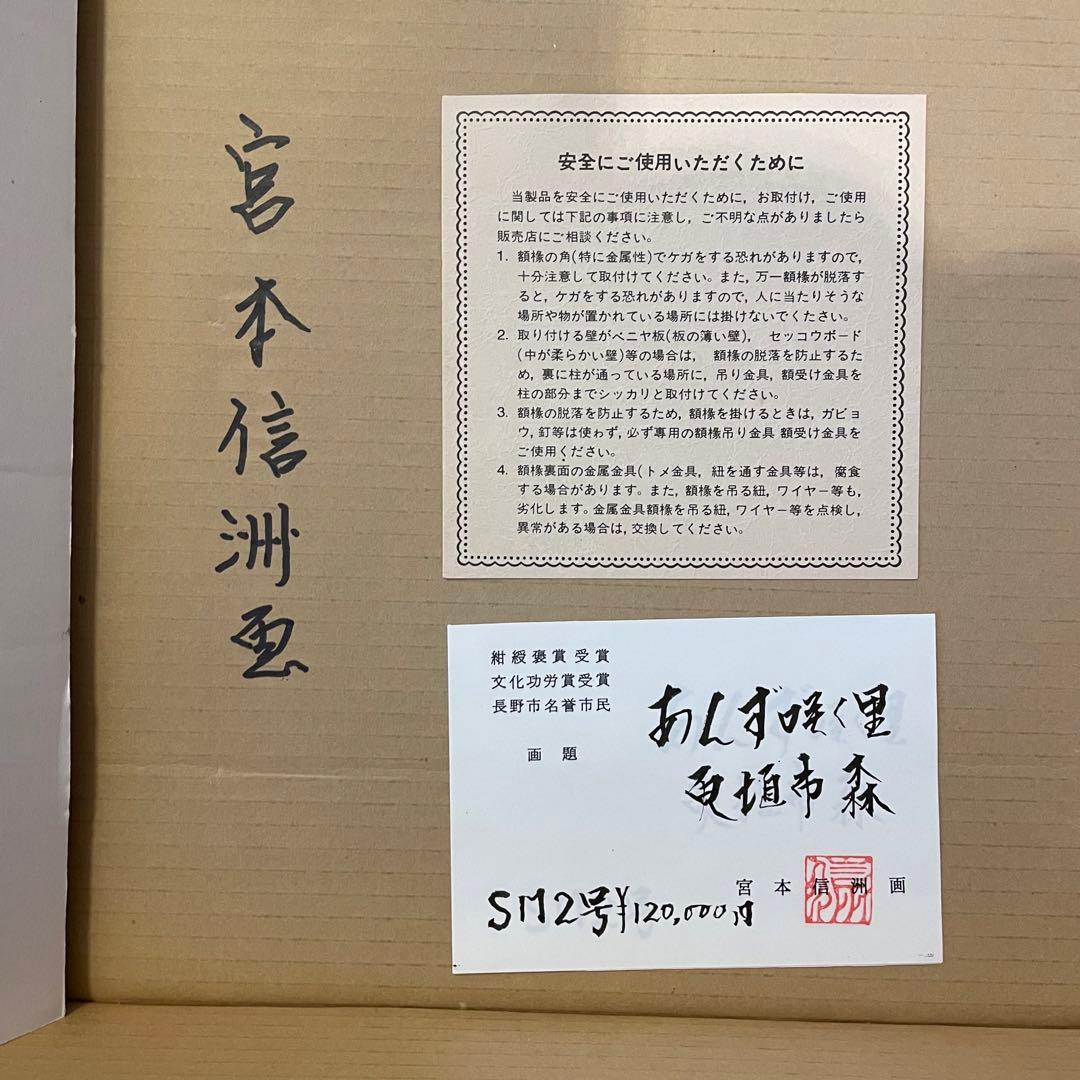 宮本信洲画
安全にご使用いただくために
当製品を安全にご使用いただくために，お取付け，ご使用
に関しては下記の事項に注意し，ご不明な点がありましたら
販売店にご相談ください。
1. 額椽の角(特に金属性)でケガをする恐れがありますので，
十分注意して取付けてください。また，万一額椽が脱落す
ると，ケガをする恐れがありますので，人に当たりそうな
場所や物が置かれている場所には掛けないでください。
2. 取り付ける壁がベニヤ板(板の薄い壁)，セッコウボード
(中が柔らかい壁)等の場合は，額椽の脱落を防止するた
め，裏に柱が通っている場所に，吊り金具，額受け金具を
柱の部分までシッカリと取付けてください。
3. 額椽の脱落を防止するため，額椽を掛けるときは，ガビョ
ウ，釘等は使わず，必ず専用の額椽吊り金具 額受け金具を
ご使用ください。
4. 額椽裏面の金属金具(トメ金具，紐を通す金具等は，腐食
する場合があります。また，額椽を吊る紐，ワイヤー等も，
劣化します。金属金具額椽を吊る紐，ワイヤー等を点検し，
異常がある場合は，交換してください。
紺綬褒賞受賞
文化功労賞受賞
長野市名誉市民
画題
あんず咲く里
更埴市森
宮本信洲画
SM2号¥120,000円